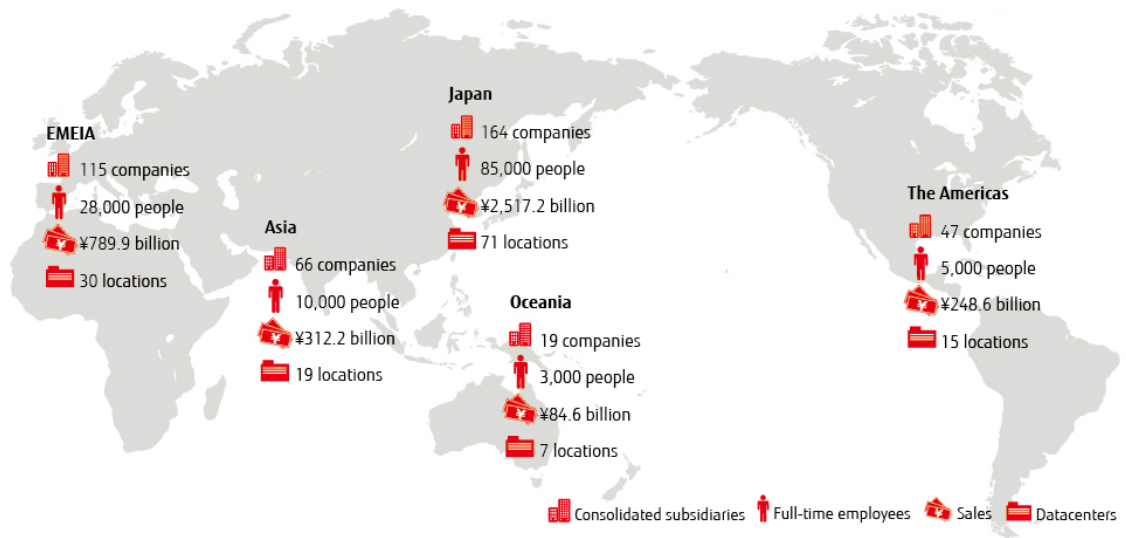 Japan
164 companies
85,000 people
¥2,517.2 billion
71 locations
EMEIA
115 companies
28,000 people
¥789.9 billion
30 locations
Asia
66 companies
10,000 people
¥312.2 billion
19 locations
The Americas
47 companies
5,000 people
¥248.6 billion
15 locations
Oceania
19 companies
3,000 people
¥84.6 billion
7 locations
Consolidated subsidiaries Full-time employees Sales Datacenters